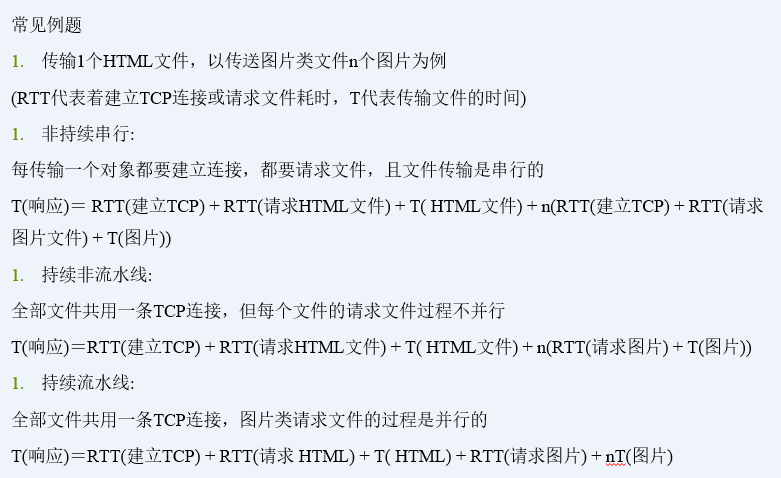 常见例题
1. 传输1个HTML文件，以传送图片类文件n个图片为例
(RTT代表着建立TCP连接或请求文件耗时，T代表传输文件的时间)
1. 非持续串行:
每传输一个对象都要建立连接，都要请求文件，且文件传输是串行的
T(响应)＝ RTT(建立TCP) + RTT(请求HTML文件) + T( HTML文件) + n(RTT(建立TCP) + RTT(请求
图片文件) + T(图片))
1. 持续非流水线:
全部文件共用一条TCP连接，但每个文件的请求文件过程不并行
T(响应)＝RTT(建立TCP) + RTT(请求HTML文件) + T( HTML文件) + n(RTT(请求图片) + T(图片))
1. 持续流水线:
全部文件共用一条TCP连接，图片类请求文件的过程是并行的
T(响应)＝RTT(建立TCP) + RTT(请求 HTML) + T( HTML) + RTT(请求图片) + nT(图片)